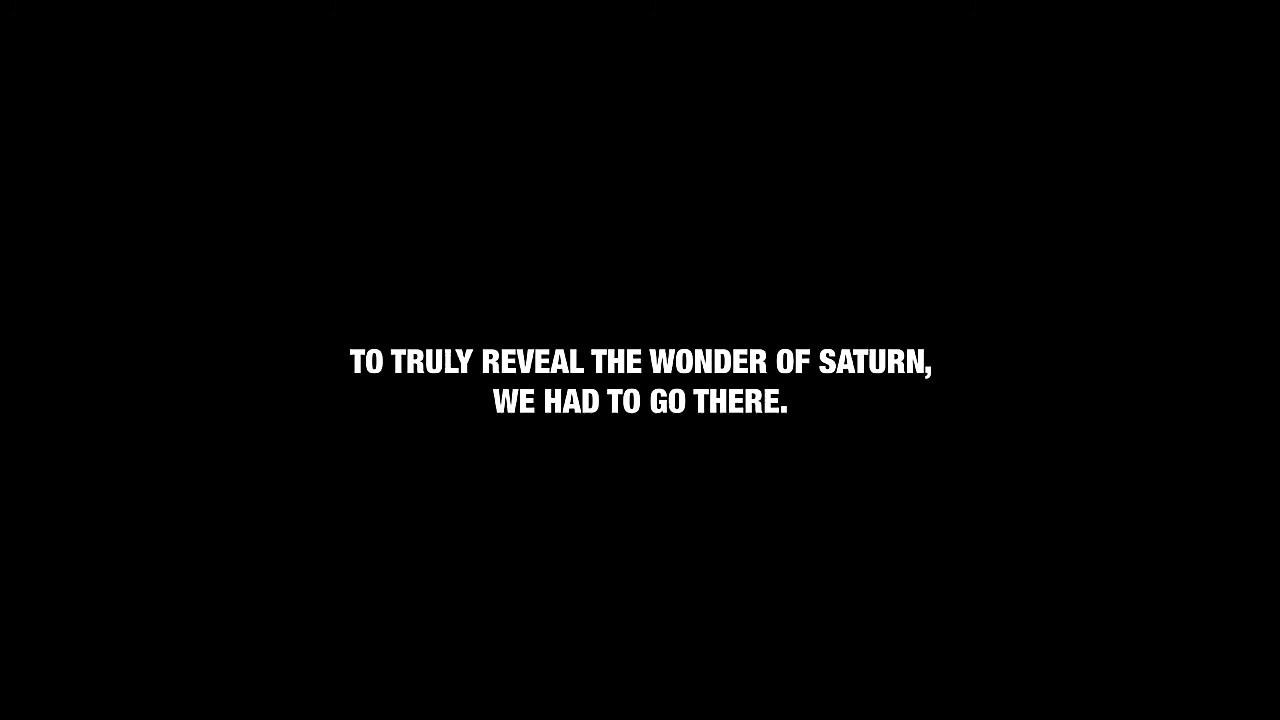 TO TRULY REVEAL THE WONDER OF SATURN,
WE HAD TO GO THERE.